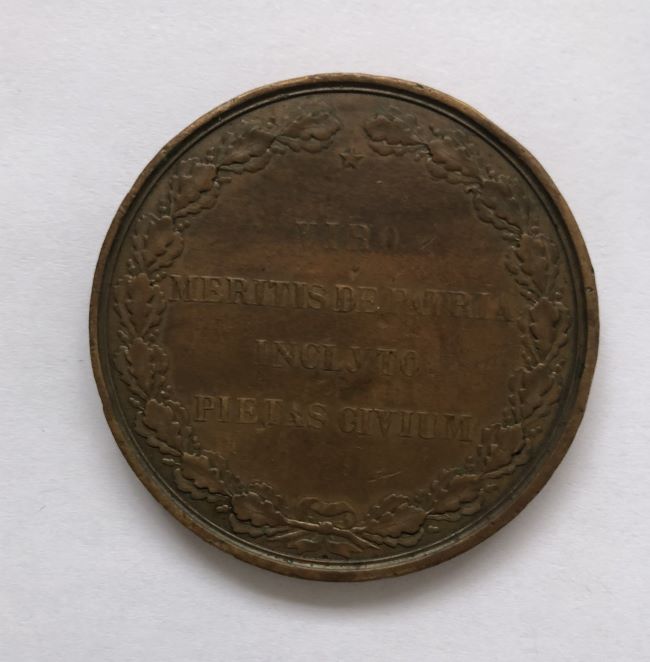 VIRO
MERITIS DE PATRIA
INCLYTO
PIETAS CIVIUM